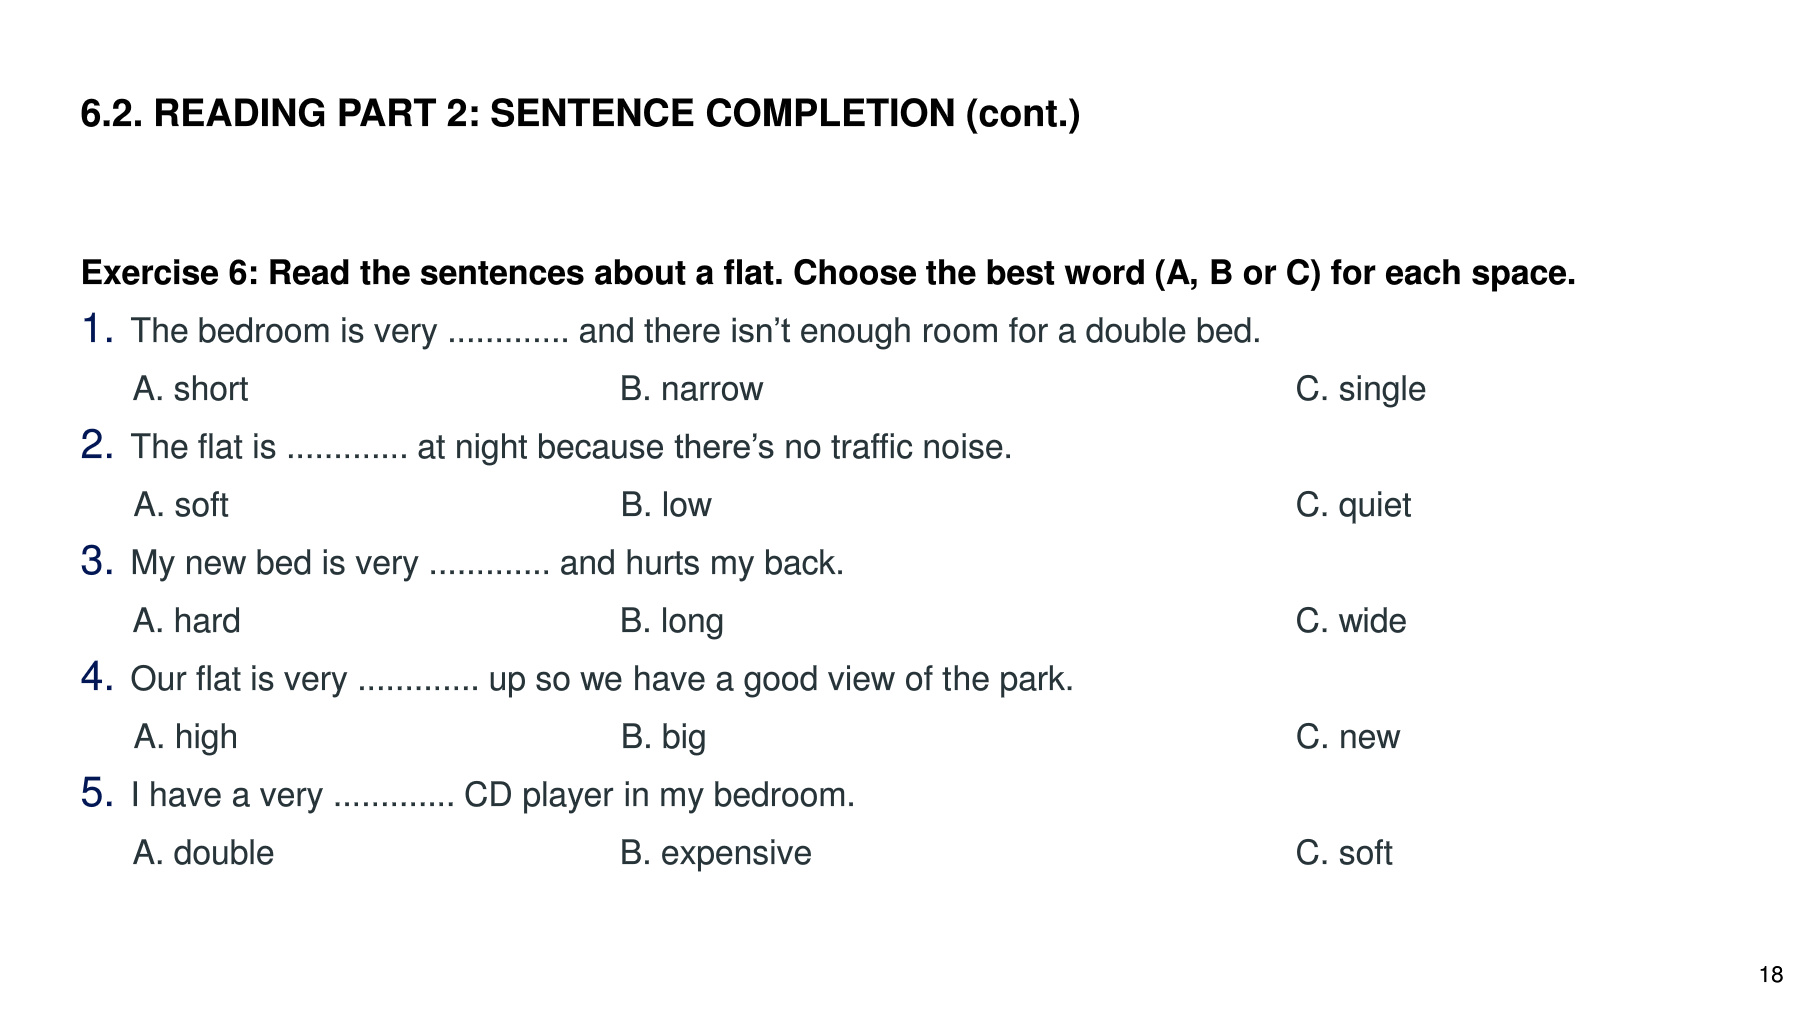 6.2. READING PART 2: SENTENCE COMPLETION (cont.)
Exercise 6: Read the sentences about a flat. Choose the best word (A, B or C) for each space.
1. The bedroom is very ............. and there isn’t enough room for a double bed.
A. short B. narrow C. single
2. The flat is ............. at night because there’s no traffic noise.
A. soft B. low C. quiet
3. My new bed is very ............. and hurts my back.
A. hard B. long C. wide
4. Our flat is very ............. up so we have a good view of the park.
A. high B. big C. new
5. I have a very ............. CD player in my bedroom.
A. double B. expensive C. soft
18